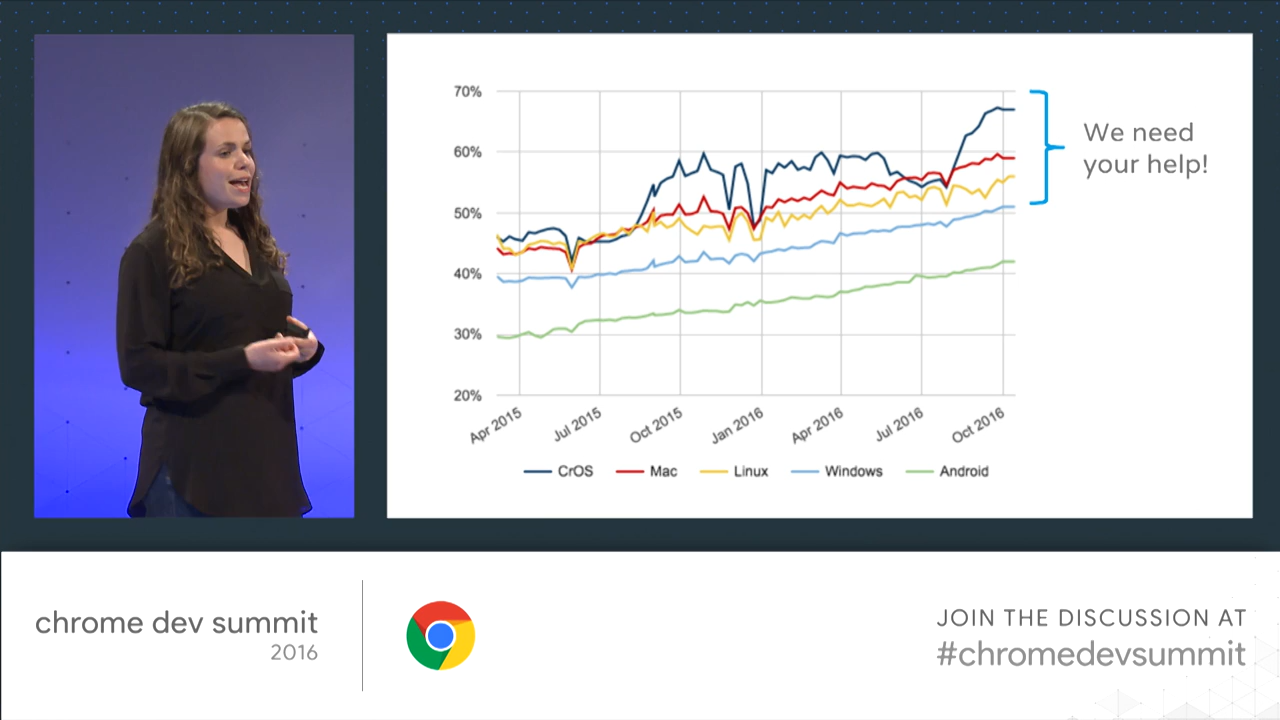 70%
60%
50%
40%
30%
20%
Apr 2015
Jul 2015
Oct 2015
Jan 2016
Apr 2016
Jul 2016
Oct 2016
CrOS Mac Linux Windows Android
We need
your help!
chrome dev summit
2016
JOIN THE DISCUSSION AT
#chromedevsummit